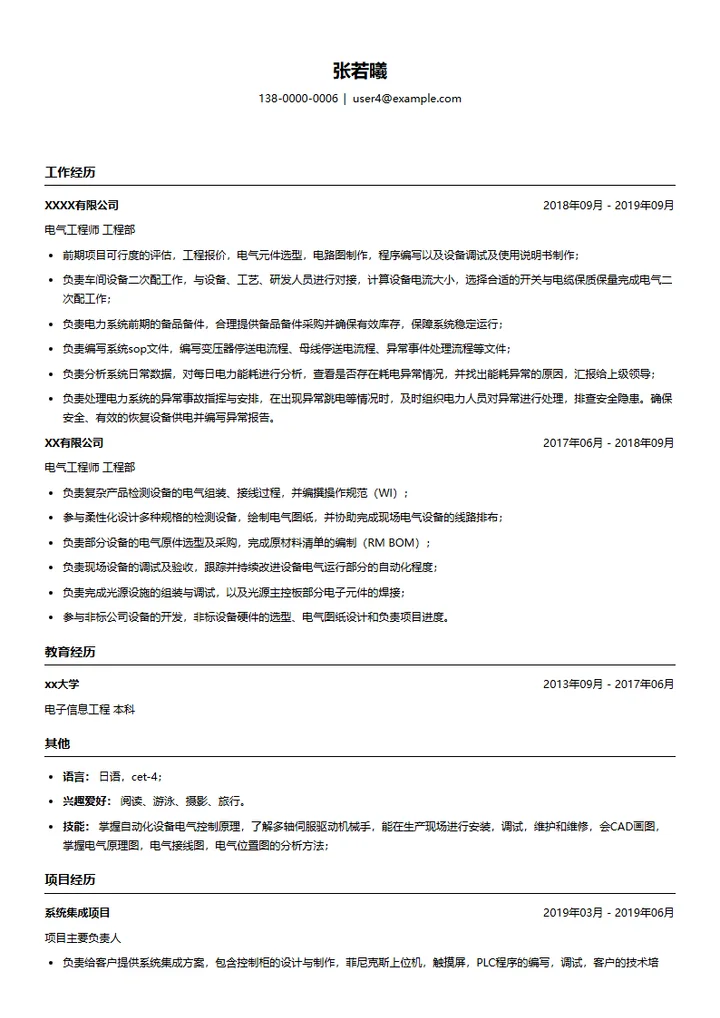 张若曦
138-0000-0006 | user4@example.com
工作经历
XXXX有限公司 2018年09月 - 2019年09月
电气工程师 工程部
• 前期项目可行度的评估，工程报价，电气元件选型，电路图制作，程序编写以及设备调试及使用说明书制作；
• 负责车间设备二次配工作，与设备、工艺、研发人员进行对接，计算设备电流大小，选择合适的开关与电缆保质保量完成电气二
次配工作；
• 负责电力系统前期的备品备件，合理提供备品备件采购并确保有效库存，保障系统稳定运行；
• 负责编写系统sop文件，编写变压器停送电流程、母线停送电流程、异常事件处理流程等文件；
• 负责分析系统日常数据，对每日电力能耗进行分析，查看是否存在耗电异常情况，并找出能耗异常的原因，汇报给上级领导；
• 负责处理电力系统的异常事故指挥与安排，在出现异常跳电等情况时，及时组织电力人员对异常进行处理，排查安全隐患。确保
安全、有效的恢复设备供电并编写异常报告。
XX有限公司 2017年06月 - 2018年09月
电气工程师 工程部
• 负责复杂产品检测设备的电气组装、接线过程，并编撰操作规范（WI）；
• 参与柔性化设计多种规格的检测设备，绘制电气图纸，并协助完成现场电气设备的线路排布；
• 负责部分设备的电气原件选型及采购，完成原材料清单的编制（RM BOM）；
• 负责现场设备的调试及验收，跟踪并持续改进设备电气运行部分的自动化程度；
• 负责完成光源设施的组装与调试，以及光源主控板部分电子元件的焊接；
• 参与非标公司设备的开发，非标设备硬件的选型、电气图纸设计和负责项目进度。
教育经历
xx大学 2013年09月 - 2017年06月
电子信息工程 本科
其他
• 语言： 日语，cet-4；
• 兴趣爱好： 阅读、游泳、摄影、旅行。
• 技能： 掌握自动化设备电气控制原理，了解多轴伺服驱动机械手，能在生产现场进行安装，调试，维护和维修，会CAD画图，
掌握电气原理图，电气接线图，电气位置图的分析方法；
项目经历
系统集成项目 2019年03月 - 2019年06月
项目主要负责人
• 负责给客户提供系统集成方案，包含控制柜的设计与制作，菲尼克斯上位机，触摸屏，PLC程序的编写，调试，客户的技术培